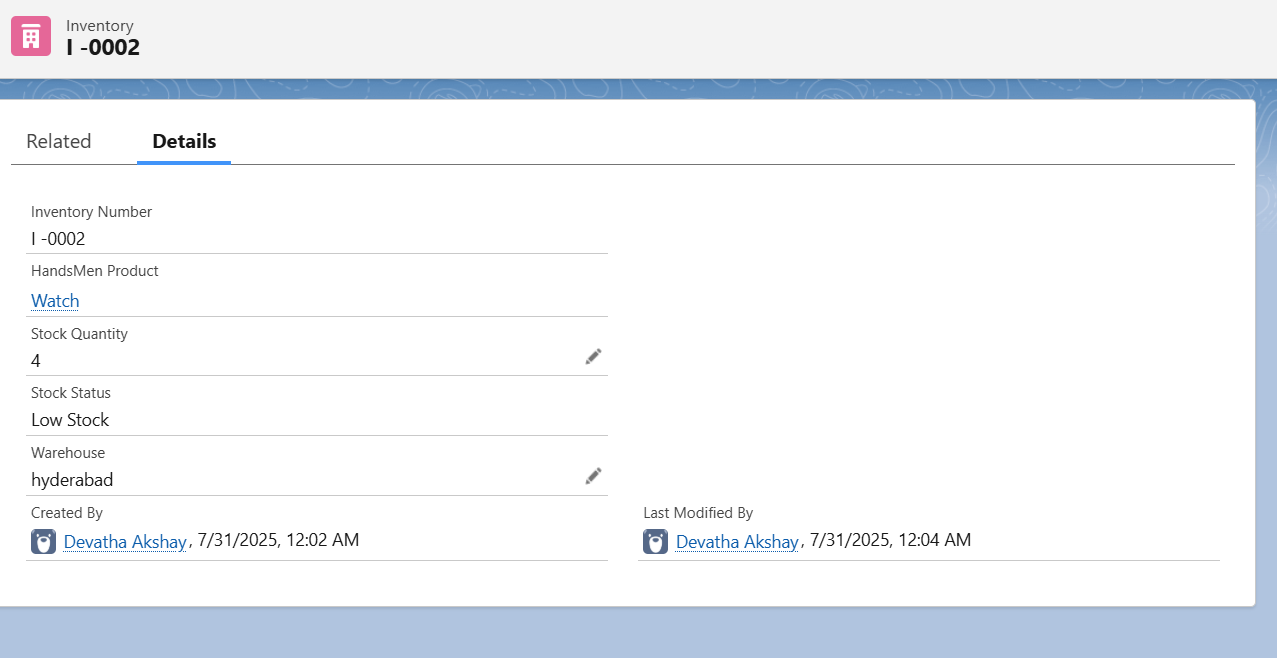 Inventory
I -0002
Related
Details
Inventory Number
I -0002
HandsMen Product
Watch
Stock Quantity
4
Stock Status
Low Stock
Warehouse
hyderabad
Created By
Devatha Akshay, 7/31/2025, 12:02 AM
Last Modified By
Devatha Akshay, 7/31/2025, 12:04 AM